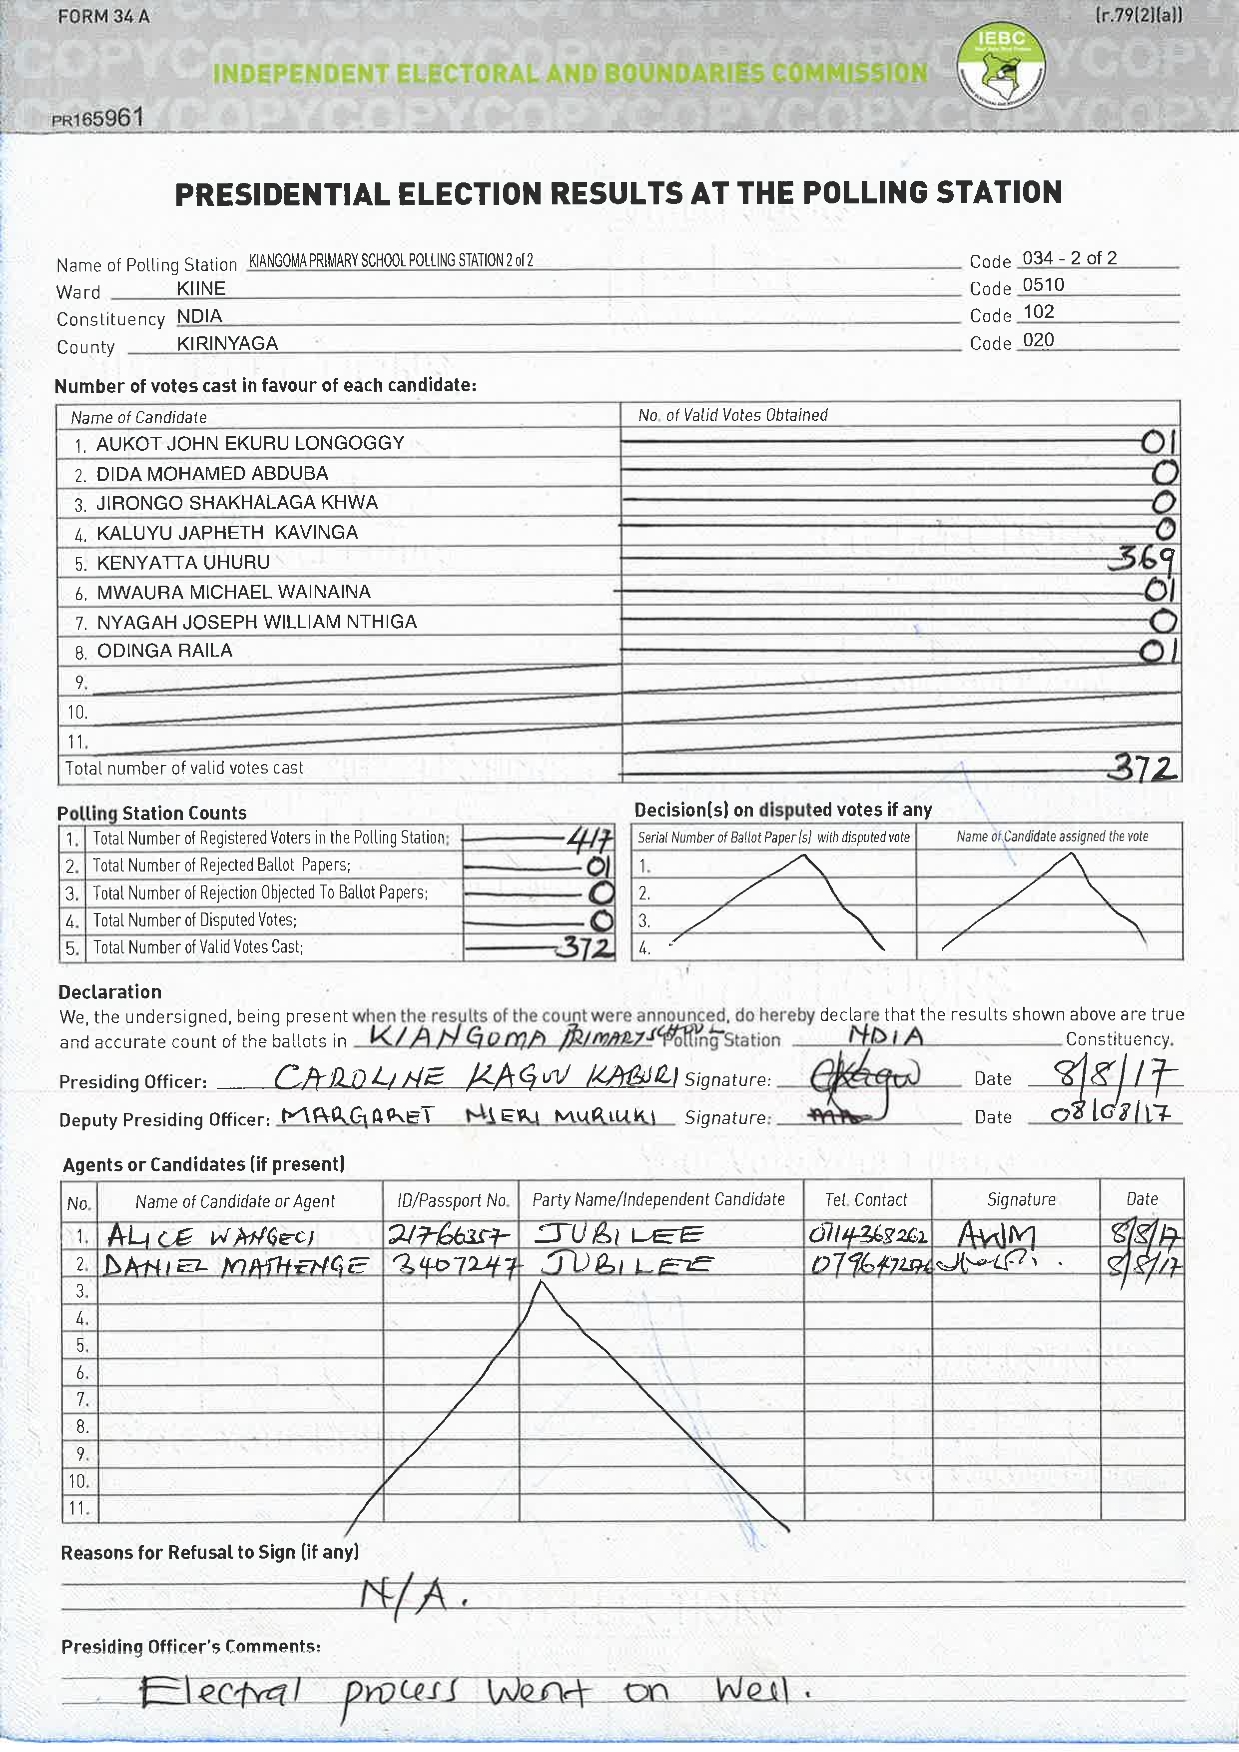 FORM 34 A
(r.79(2)(a))
IEBC
INDEPENDENT ELECTORAL AND BOUNDARIES COMMISSION
PR165961
PRESIDENTIAL ELECTION RESULTS AT THE POLLING STATION
Name of Polling Station KIANGOMA PRIMARY SCHOOL POLLING STATION 2 of 2 Code 034 - 2 of 2
Ward KIINE Code 0510
Constituency NDIA Code 102
County KIRINYAGA Code 020
Number of votes cast in favour of each candidate:
Name of Candidate No. of Valid Votes Obtained
1. AUKOT JOHN EKURU LONGOGGY 01
2. DIDA MOHAMED ABDUBA 0
3. JIRONGO SHAKHALAGA KHWA 0
4. KALUYU JAPHETH KAVINGA 0
5. KENYATTA UHURU 369
6. MWAURA MICHAEL WAINAINA 01
7. NYAGAH JOSEPH WILLIAM NTHIGA 0
8. ODINGA RAILA 01
9.
10.
11.
Total number of valid votes cast 372
Polling Station Counts
1. Total Number of Registered Voters in the Polling Station; 417
2. Total Number of Rejected Ballot Papers; 01
3. Total Number of Rejection Objected To Ballot Papers; 0
4. Total Number of Disputed Votes; 0
5. Total Number of Valid Votes Cast; 372
Decision(s) on disputed votes if any
Serial Number of Ballot Paper (s) with disputed vote Name of Candidate assigned the vote
1.
2.
3.
4.
Declaration
We, the undersigned, being present when the results of the count were announced, do hereby declare that the results shown above are true
and accurate count of the ballots in KIANGOMA PRIMARY SCHOOL Polling Station NDIA Constituency.
Presiding Officer: CAROLINE KAGWI KABURI Signature: Date 8/8/17
Deputy Presiding Officer: MARGARET NJERI MURIUKI Signature: Date 08/08/17
Agents or Candidates (if present)
No. Name of Candidate or Agent ID/Passport No. Party Name/Independent Candidate Tel. Contact Signature Date
1. ALICE WANGECI 21766357 JUBILEE 0714368262 AWM 8/8/17
2. DANIEL MATHENGE 3407247 JUBILEE 8/8/17
3.
4.
5.
6.
7.
8.
9.
10.
11.
Reasons for Refusal to Sign (if any)
N/A.
Presiding Officer's Comments:
Electral process went on well.